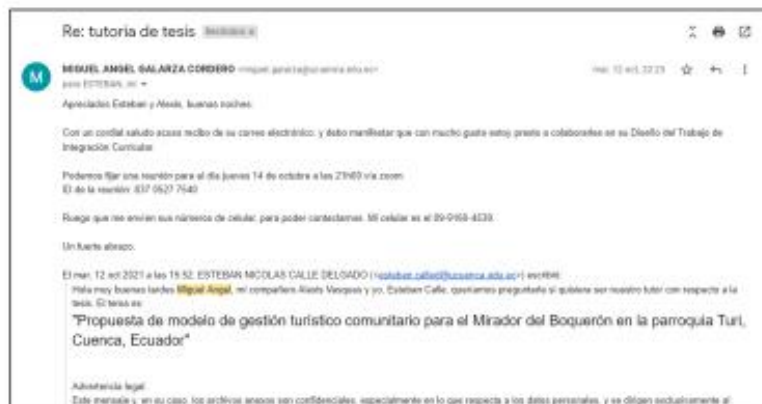 Re: tutoria de tesis
M
MIGUEL ANGEL GALARZA CORDERO
para ESTEBAN, mí
Apreciados Esteban y Alexis, buenas noches:
Con un cordial saludo acuso recibo de su correo electrónico; y debo manifestar que con mucho gusto estoy presto a colaborarles en su Diseño del Trabajo de
Integración Curricular
Podemos fijar una reunión para el día jueves 14 de octubre a las 21h00 vía zoom
ID de la reunión: 837 0527 7540
Ruego que me envíen sus números de celular, para poder contactarnos. Mi celular es el
Un fuerte abrazo.
El mar, 12 oct 2021 a las 15:52, ESTEBAN NICOLAS CALLE DELGADO escribió:
Hola muy buenas tardes Miguel Angel, mi compañero Alexis Vasquez y yo, Esteban Calle, queríamos preguntarle si quisiera ser nuestro tutor con respecto a la
tesis. El tema es:
"Propuesta de modelo de gestión turístico comunitario para el Mirador del Boquerón en la parroquia Turi,
Cuenca, Ecuador"
Advertencia legal:
Este mensaje y, en su caso, los archivos anexos son confidenciales, especialmente en lo que respecta a los datos personales, y se dirigen exclusivamente al